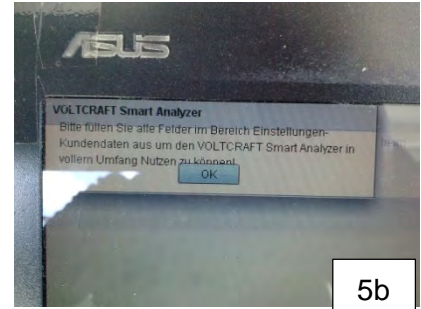 ASUS
VOLTCRAFT Smart Analyzer
Bitte füllen Sie alle Felder im Bereich Einstellungen-
Kundendaten aus um den VOLTCRAFT Smart Analyzer in
vollem Umfang Nutzen zu können!
OK
5b